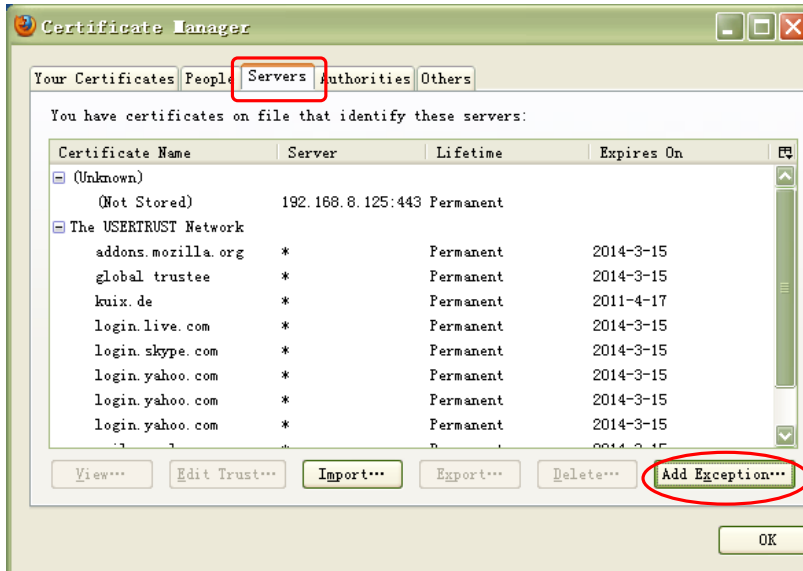 Certificate Manager
Your Certificates People Servers Authorities Others
You have certificates on file that identify these servers:
Certificate Name Server Lifetime Expires On
(Unknown)
(Not Stored) 192.168.8.125:443 Permanent
The USERTRUST Network
addons.mozilla.org * Permanent 2014-3-15
global trustee * Permanent 2014-3-15
kuix.de * Permanent 2011-4-17
login.live.com * Permanent 2014-3-15
login.skype.com * Permanent 2014-3-15
login.yahoo.com * Permanent 2014-3-15
login.yahoo.com * Permanent 2014-3-15
login.yahoo.com * Permanent 2014-3-15
View... Edit Trust... Import... Export... Delete... Add Exception...
OK